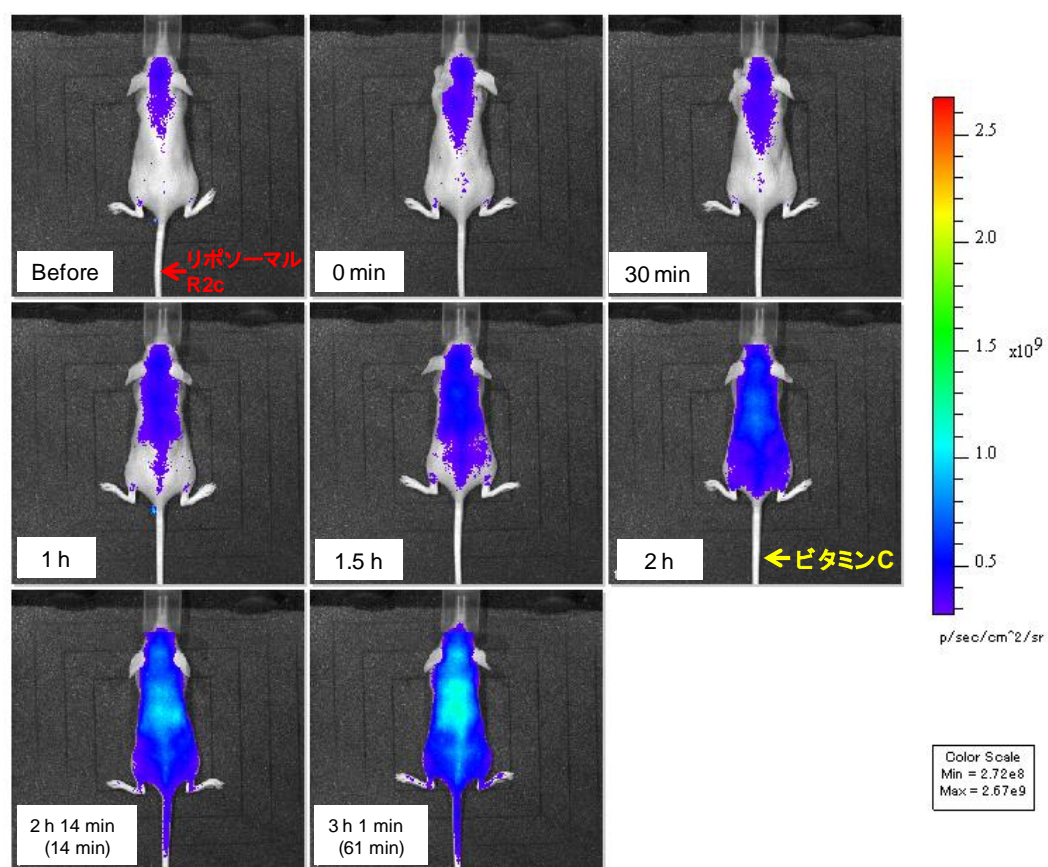 Before
リポソーマル
R2c
0 min
30 min
1 h
1.5 h
2 h
ビタミンC
2 h 14 min
(14 min)
3 h 1 min
(61 min)
2.5
2.0
1.5
x10^9
1.0
0.5
p/sec/cm^2/sr
Color Scale
Min = 2.72e8
Max = 2.67e9